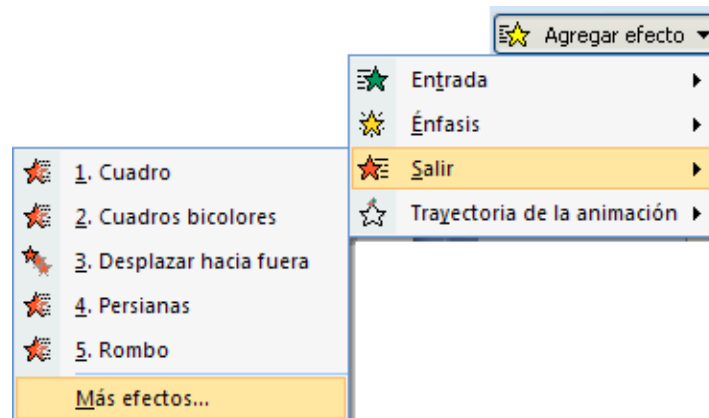 Agregar efecto
Entrada
Énfasis
Salir
Trayectoria de la animación
1. Cuadro
2. Cuadros bicolores
3. Desplazar hacia fuera
4. Persianas
5. Rombo
Más efectos...